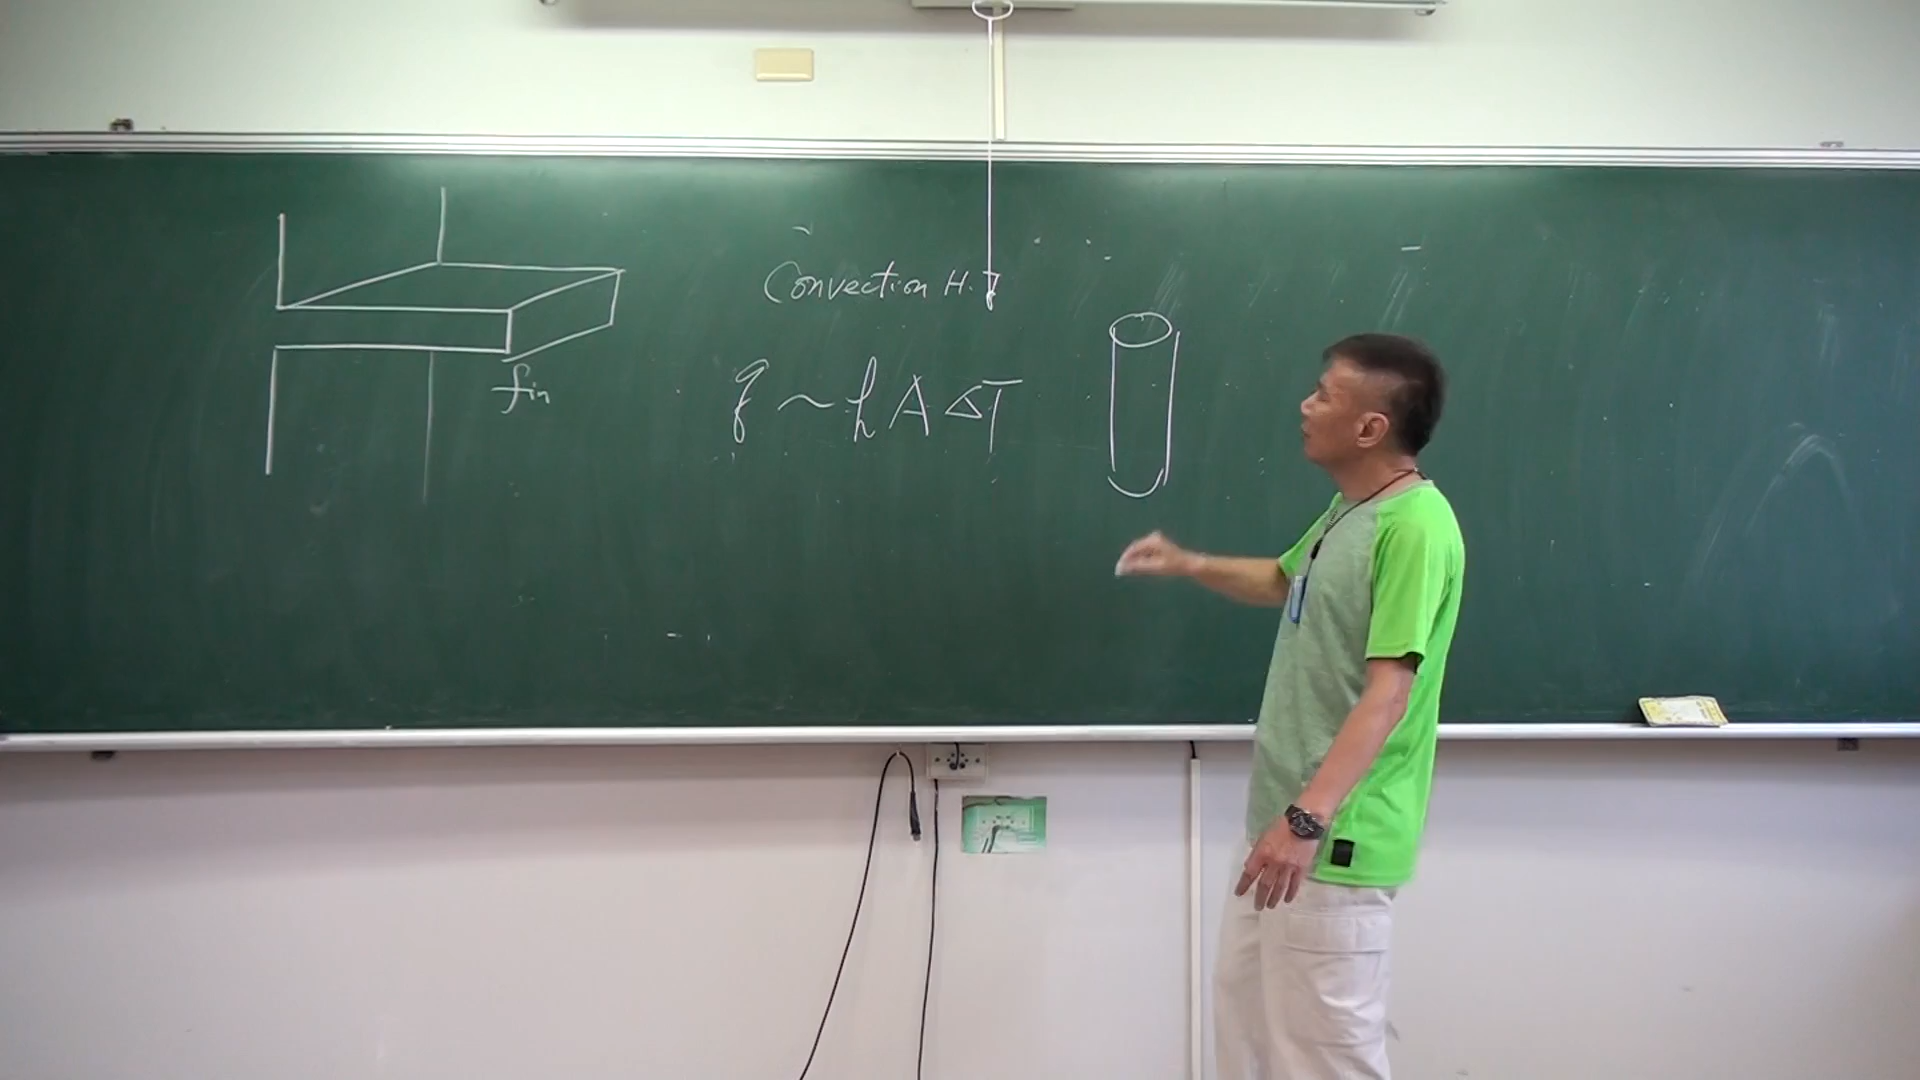 Convection H.T
q ~ h A ΔT
fin